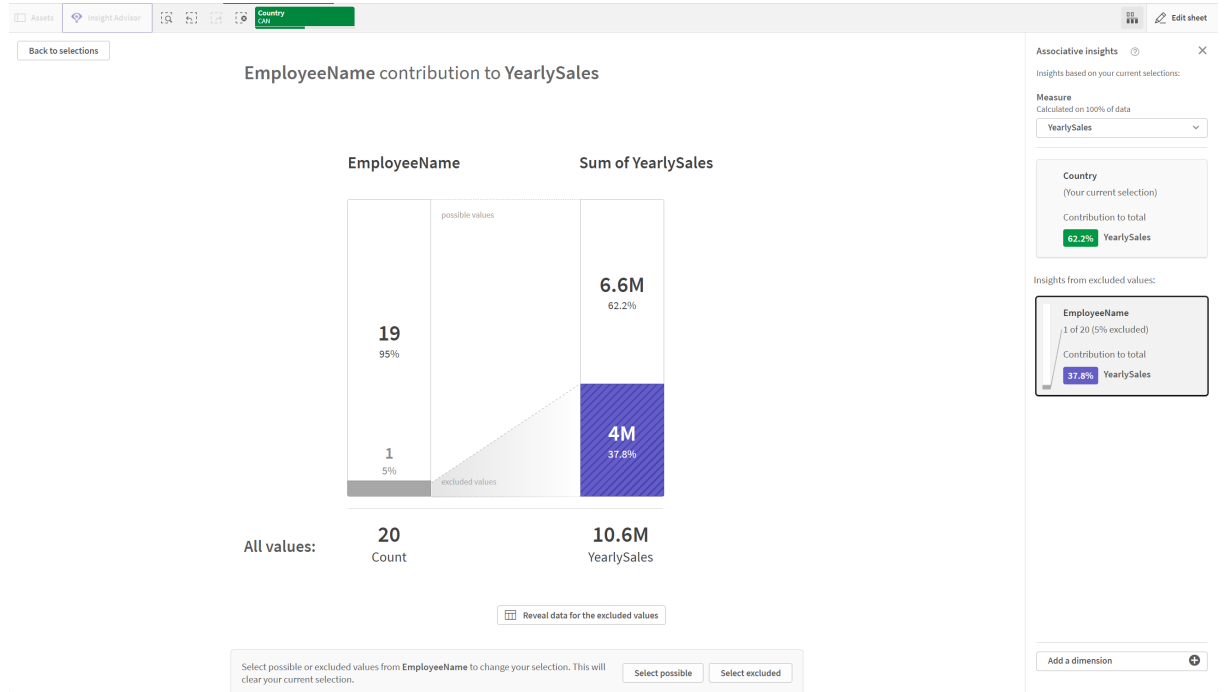 Assets
Insight Advisor
Country
CAN
Edit sheet
Back to selections
EmployeeName contribution to YearlySales
EmployeeName
Sum of YearlySales
possible values
6.6M
62.2%
19
95%
4M
37.8%
1
5%
excluded values
All values:
20
Count
10.6M
YearlySales
Reveal data for the excluded values
Select possible or excluded values from EmployeeName to change your selection. This will
clear your current selection.
Select possible
Select excluded
Associative insights
Insights based on your current selections:
Measure
Calculated on 100% of data
YearlySales
Country
(Your current selection)
Contribution to total
62.2% YearlySales
Insights from excluded values:
EmployeeName
1 of 20 (5% excluded)
Contribution to total
37.8% YearlySales
Add a dimension